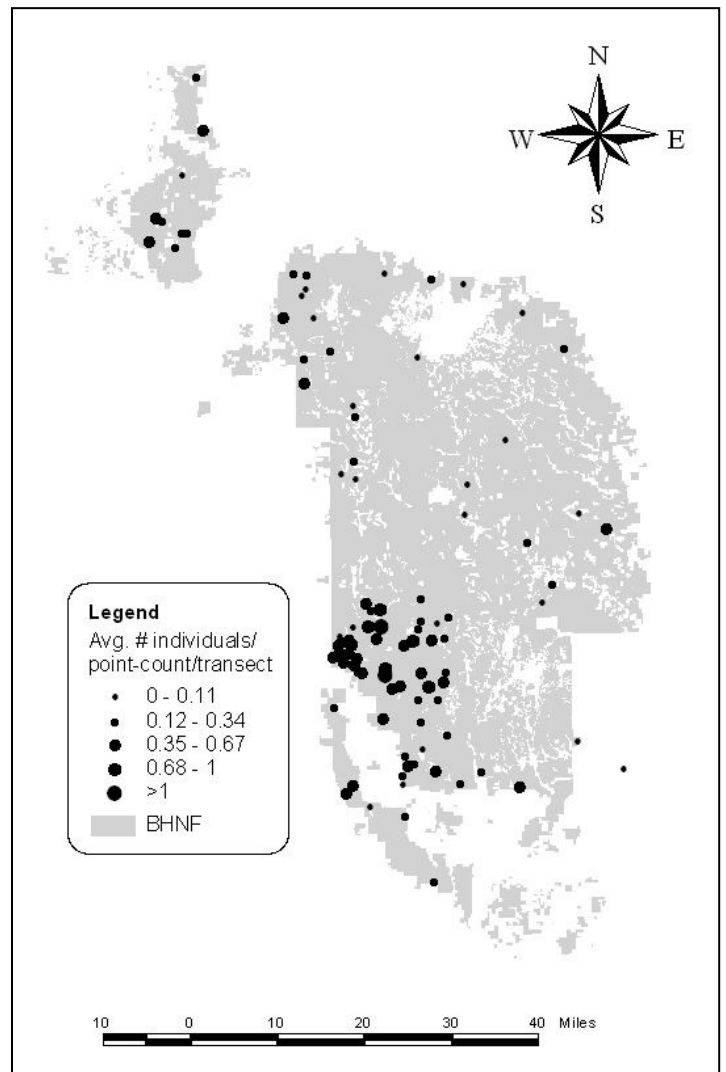 N
W E
S
Legend
Avg. # individuals/
point-count/transect
0 - 0.11
0.12 - 0.34
0.35 - 0.67
0.68 - 1
>1
BHNF
10 0 10 20 30 40 Miles